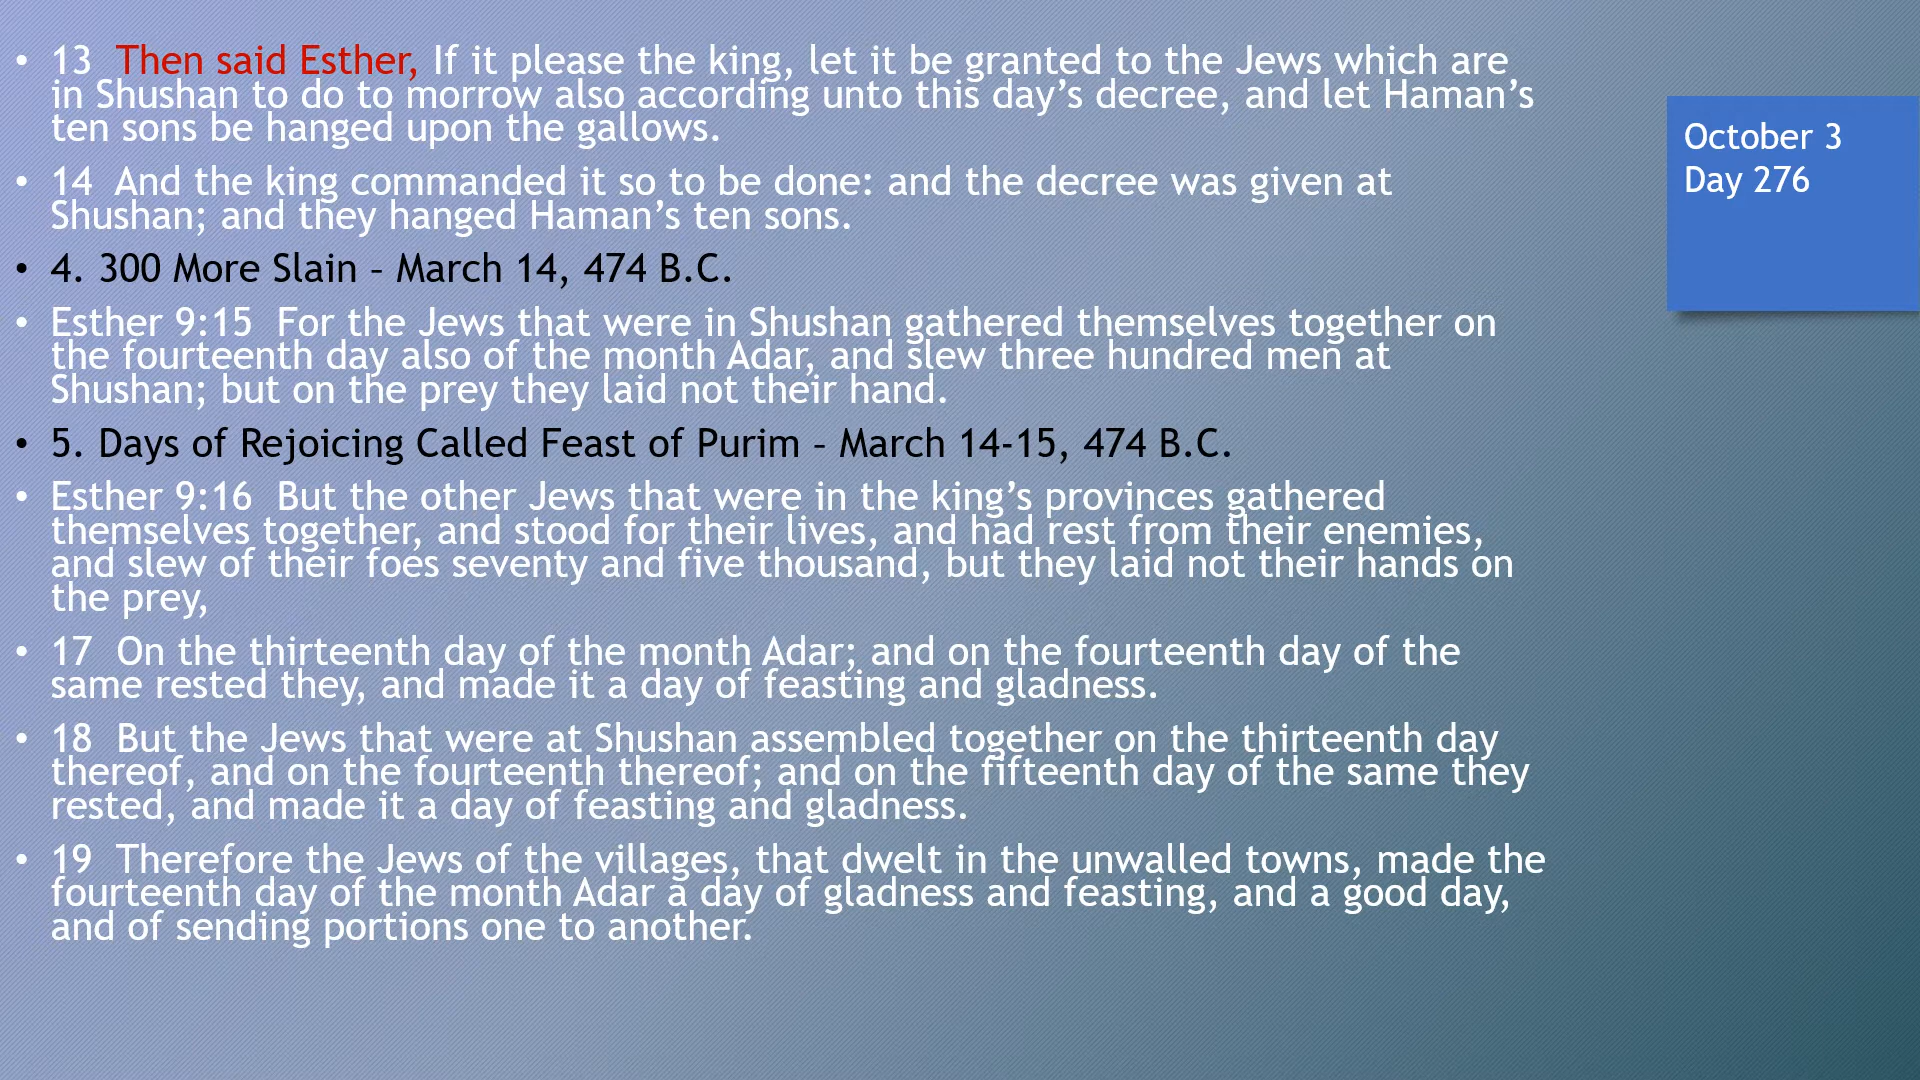 • 13  Then said Esther, If it please the king, let it be granted to the Jews which are
in Shushan to do to morrow also according unto this day’s decree, and let Haman’s
ten sons be hanged upon the gallows.
• 14  And the king commanded it so to be done: and the decree was given at
Shushan; and they hanged Haman’s ten sons.
• 4. 300 More Slain – March 14, 474 B.C.
• Esther 9:15  For the Jews that were in Shushan gathered themselves together on
the fourteenth day also of the month Adar, and slew three hundred men at
Shushan; but on the prey they laid not their hand.
• 5. Days of Rejoicing Called Feast of Purim – March 14-15, 474 B.C.
• Esther 9:16  But the other Jews that were in the king’s provinces gathered
themselves together, and stood for their lives, and had rest from their enemies,
and slew of their foes seventy and five thousand, but they laid not their hands on
the prey,
• 17  On the thirteenth day of the month Adar; and on the fourteenth day of the
same rested they, and made it a day of feasting and gladness.
• 18  But the Jews that were at Shushan assembled together on the thirteenth day
thereof, and on the fourteenth thereof; and on the fifteenth day of the same they
rested, and made it a day of feasting and gladness.
• 19  Therefore the Jews of the villages, that dwelt in the unwalled towns, made the
fourteenth day of the month Adar a day of gladness and feasting, and a good day,
and of sending portions one to another.
October 3
Day 276